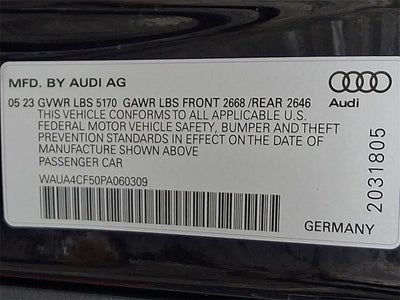 MFD. BY AUDI AG
05 23 GVWR LBS 5170 GAWR LBS FRONT 2668 /REAR 2646
THIS VEHICLE CONFORMS TO ALL APPLICABLE U.S.
FEDERAL MOTOR VEHICLE SAFETY, BUMPER AND THEFT
PREVENTION STANDARDS IN EFFECT ON THE DATE OF
MANUFACTURE SHOWN ABOVE
PASSENGER CAR
WAUA4CF50PA060309
Audi
2031805
GERMANY